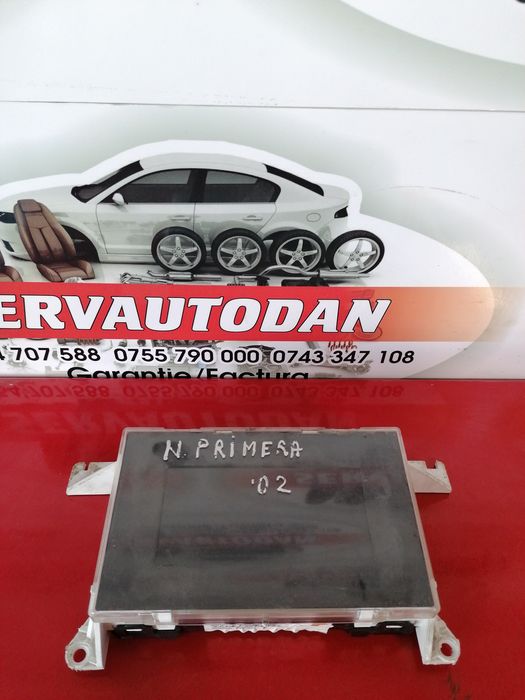 ERVAUTODAN
707 588 0755 790 000 0743 347 108
Garantie/Factura
N. PRIMERA
'02